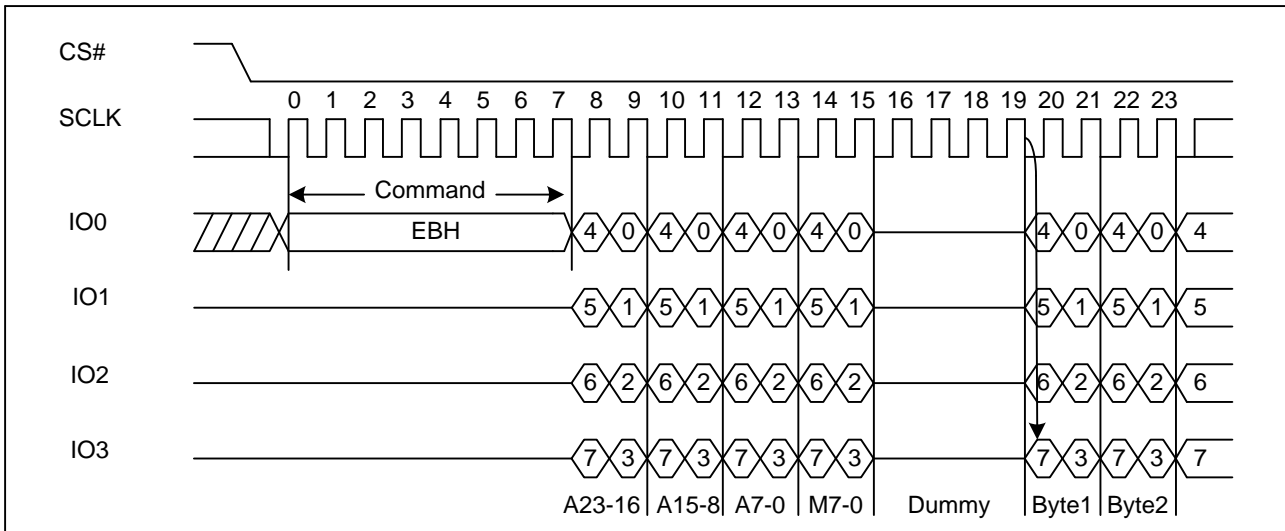 CS#
0 1 2 3 4 5 6 7 8 9 10 11 12 13 14 15 16 17 18 19 20 21 22 23
SCLK
Command
IO0 EBH 4 0 4 0 4 0 4 0 4 0 4 0 4
IO1 5 1 5 1 5 1 5 1 5 1 5 1 5
IO2 6 2 6 2 6 2 6 2 6 2 6 2 6
IO3 7 3 7 3 7 3 7 3 7 3 7 3 7
A23-16 A15-8 A7-0 M7-0 Dummy Byte1 Byte2